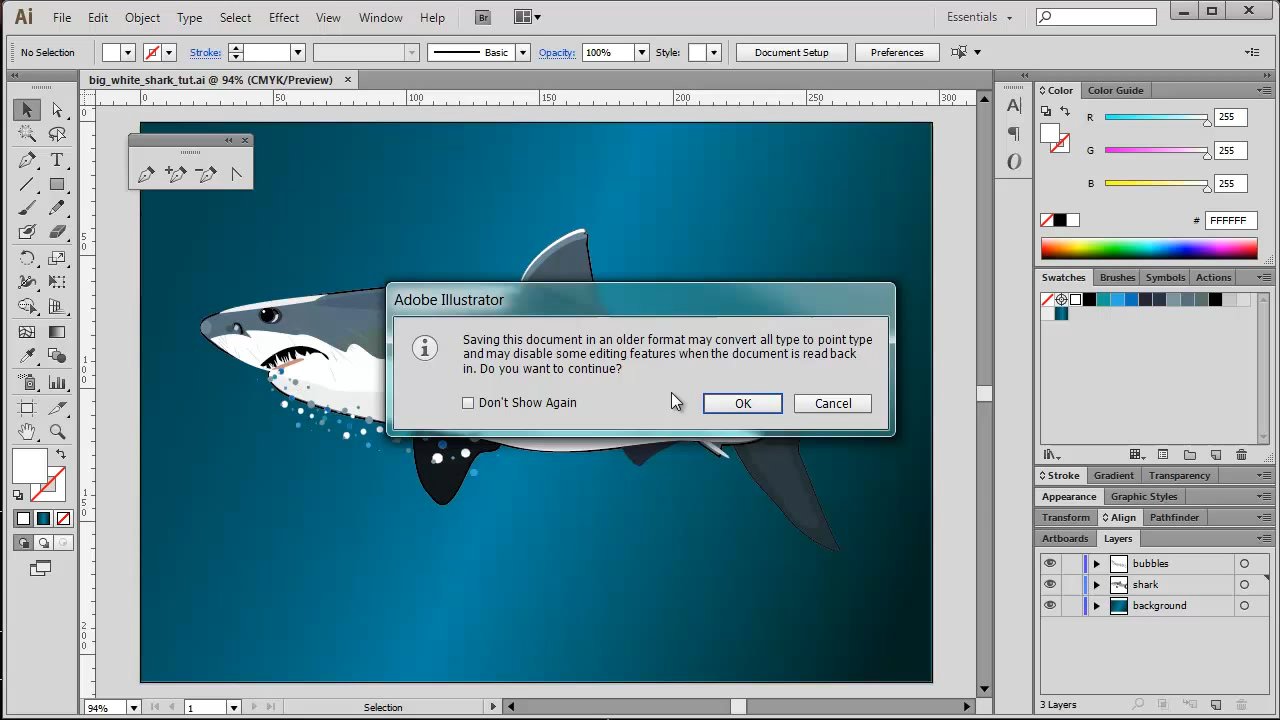 Ai File Edit Object Type Select Effect View Window Help Br Essentials
No Selection Stroke: Basic Opacity: 100% Style: Document Setup Preferences
big_white_shark_tut.ai @ 94% (CMYK/Preview) ×
0 50 100 150 200 250 300
0
50
100
150
200
Adobe Illustrator
Saving this document in an older format may convert all type to point type
and may disable some editing features when the document is read back
in. Do you want to continue?
Don't Show Again OK Cancel
Color Color Guide
R 255
G 255
B 255
# FFFFFF
Swatches Brushes Symbols Actions
Stroke Gradient Transparency
Appearance Graphic Styles
Transform Align Pathfinder
Artboards Layers
bubbles
shark
background
3 Layers
94% 1 Selection